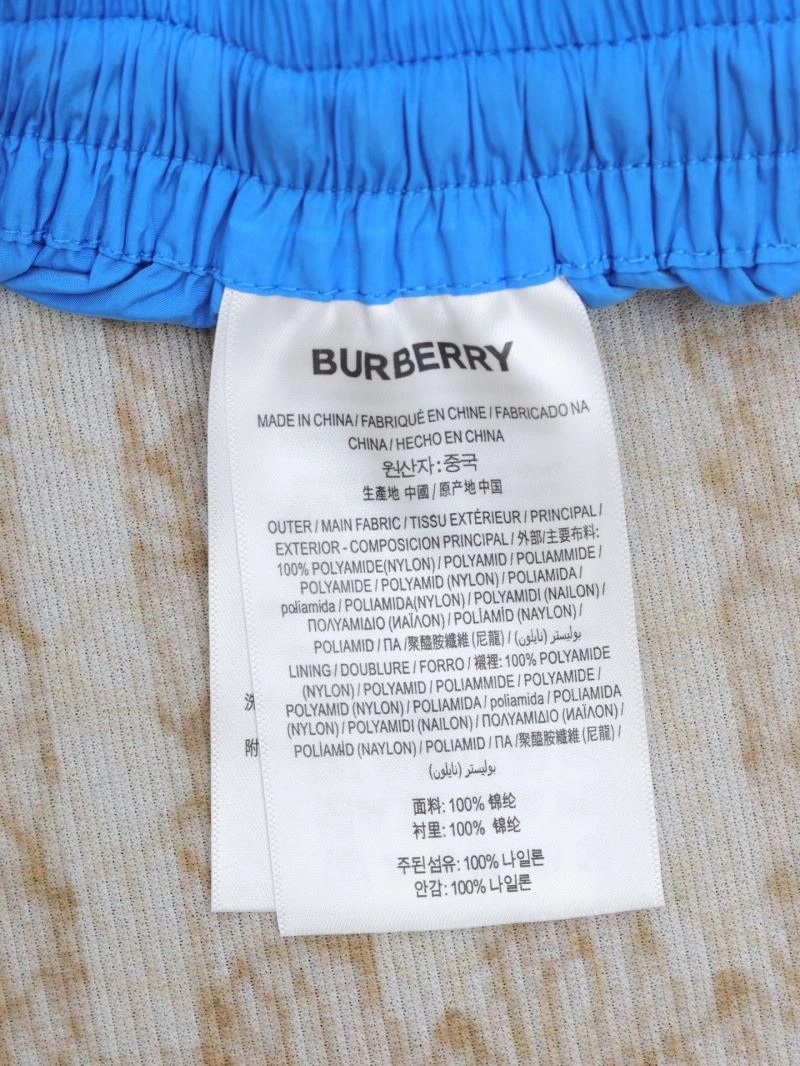 BURBERRY
MADE IN CHINA / FABRIQUÉ EN CHINE / FABRICADO NA
CHINA / HECHO EN CHINA
원산자 : 중국
生產地 中國 / 原产地 中国
OUTER / MAIN FABRIC / TISSU EXTÉRIEUR / PRINCIPAL /
EXTERIOR - COMPOSICION PRINCIPAL / 外部/主要布料:
100% POLYAMIDE(NYLON) / POLYAMID / POLIAMMIDE /
POLYAMIDE / POLYAMID (NYLON) / POLIAMIDA /
poliamida / POLIAMIDA(NYLON) / POLYAMIDI (NAILON) /
ΠΟΛΥΑΜΙΔΙΟ (ΝΑΪΛΟΝ) / POLİAMİD (NAYLON) /
POLIAMID / ПА /聚醯胺纖維 (尼龍) / بوليستر (نايلون)
LINING / DOUBLURE / FORRO / 襯裡: 100% POLYAMIDE
(NYLON) / POLYAMID / POLIAMMIDE / POLYAMIDE /
POLYAMID (NYLON) / POLIAMIDA / poliamida / POLIAMIDA
(NYLON) / POLYAMIDI (NAILON) / ΠΟΛΥΑΜΙΔΙΟ (ΝΑΪΛΟΝ) /
POLİAMİD (NAYLON) / POLIAMID / ПА /聚醯胺纖維 (尼龍) /
بوليستر (نايلون)
洗
附
面料: 100% 锦纶
衬里: 100% 锦纶
주된섬유: 100% 나일론
안감: 100% 나일론